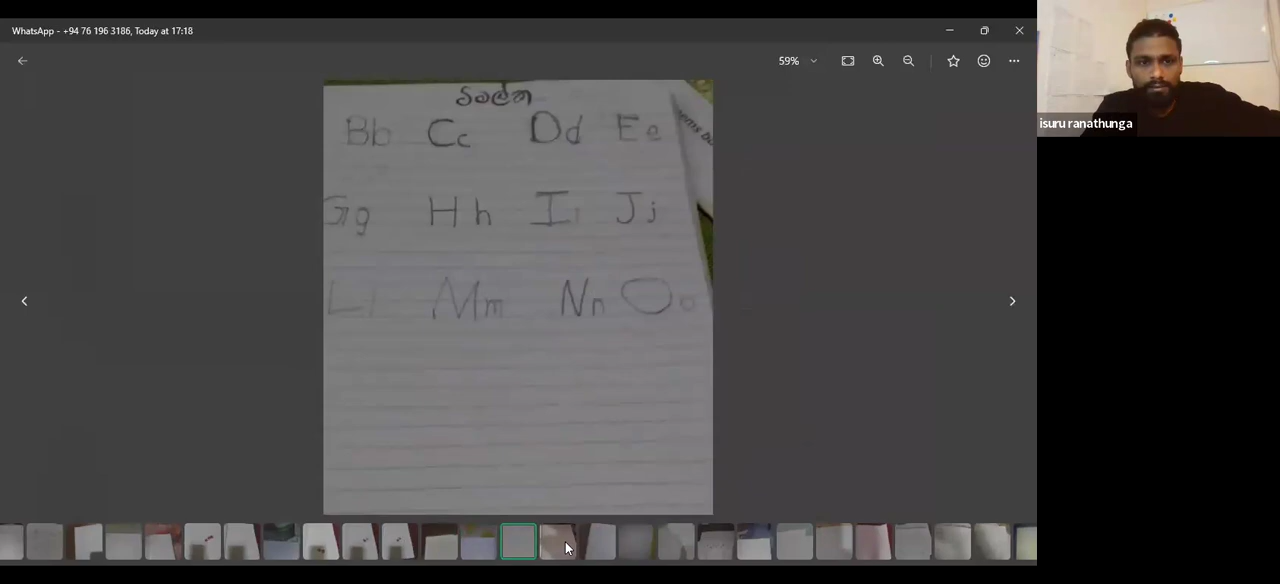 WhatsApp - +94 76 196 3186, Today at 17:18
59%
isuru ranathunga
Bb Cc Dd Ee
Gg Hh Ii Jj
Ll Mm Nn Oo